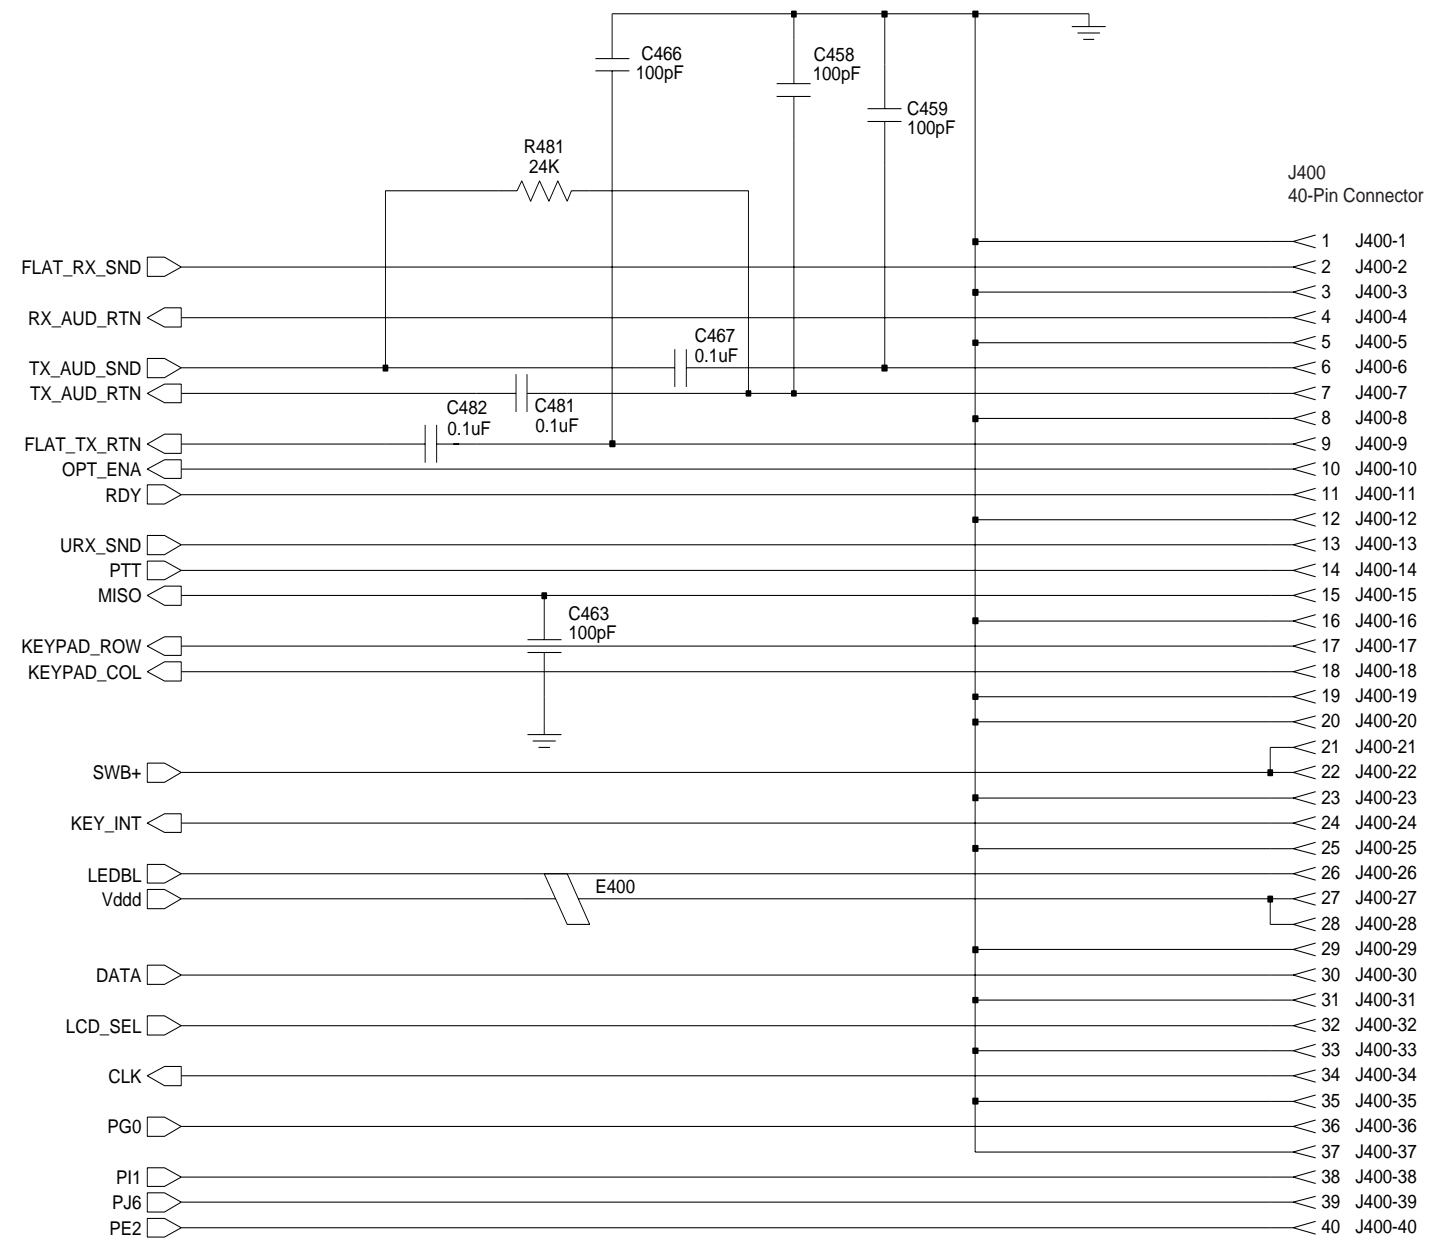 C466
100pF
C458
100pF
C459
100pF
R481
24K
J400
40-Pin Connector
1 J400-1
FLAT_RX_SND 2 J400-2
3 J400-3
RX_AUD_RTN 4 J400-4
C467
0.1uF
5 J400-5
TX_AUD_SND 6 J400-6
TX_AUD_RTN 7 J400-7
C482
0.1uF
C481
0.1uF
8 J400-8
FLAT_TX_RTN 9 J400-9
OPT_ENA 10 J400-10
RDY 11 J400-11
12 J400-12
URX_SND 13 J400-13
PTT 14 J400-14
MISO 15 J400-15
C463
100pF
16 J400-16
KEYPAD_ROW 17 J400-17
KEYPAD_COL 18 J400-18
19 J400-19
20 J400-20
21 J400-21
SWB+ 22 J400-22
23 J400-23
KEY_INT 24 J400-24
25 J400-25
LEDBL 26 J400-26
E400
Vddd 27 J400-27
28 J400-28
29 J400-29
DATA 30 J400-30
31 J400-31
LCD_SEL 32 J400-32
33 J400-33
CLK 34 J400-34
35 J400-35
PG0 36 J400-36
37 J400-37
PI1 38 J400-38
PJ6 39 J400-39
PE2 40 J400-40